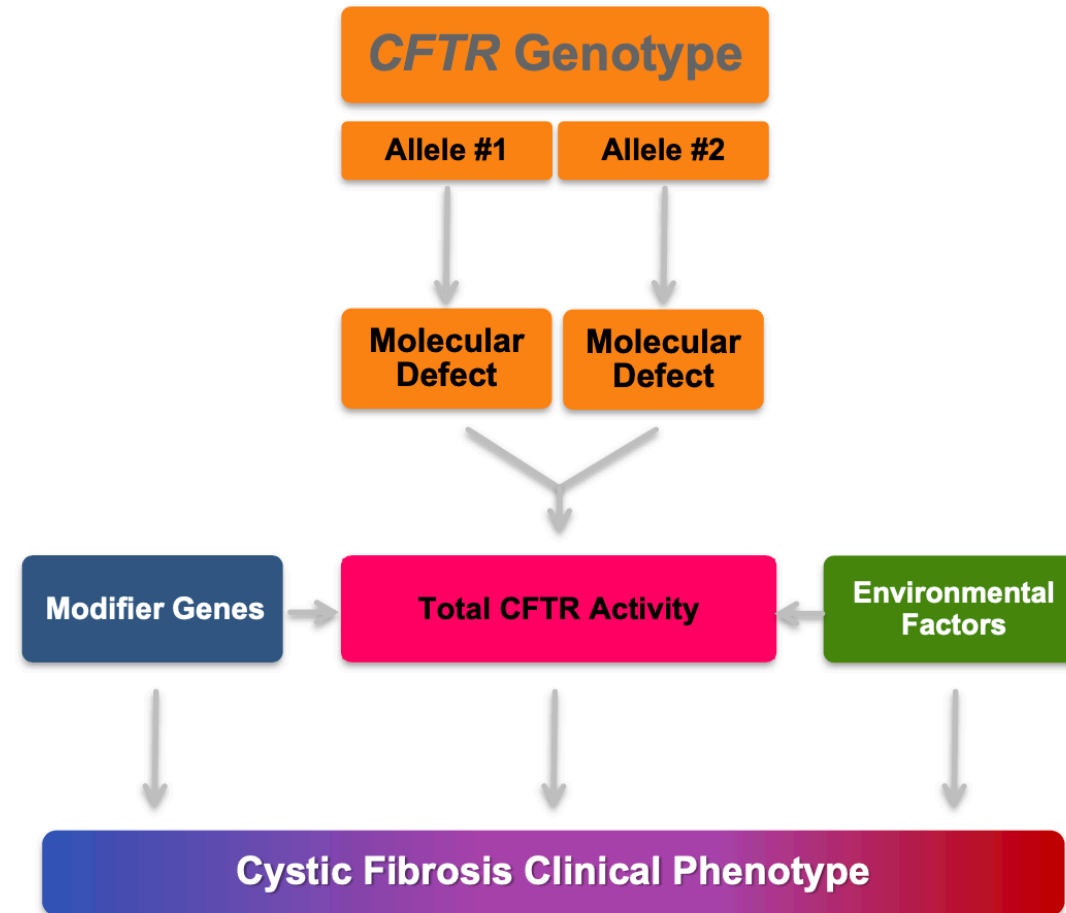 CFTR Genotype
Allele #1
Allele #2
Molecular
Defect
Molecular
Defect
Modifier Genes
Total CFTR Activity
Environmental
Factors
Cystic Fibrosis Clinical Phenotype